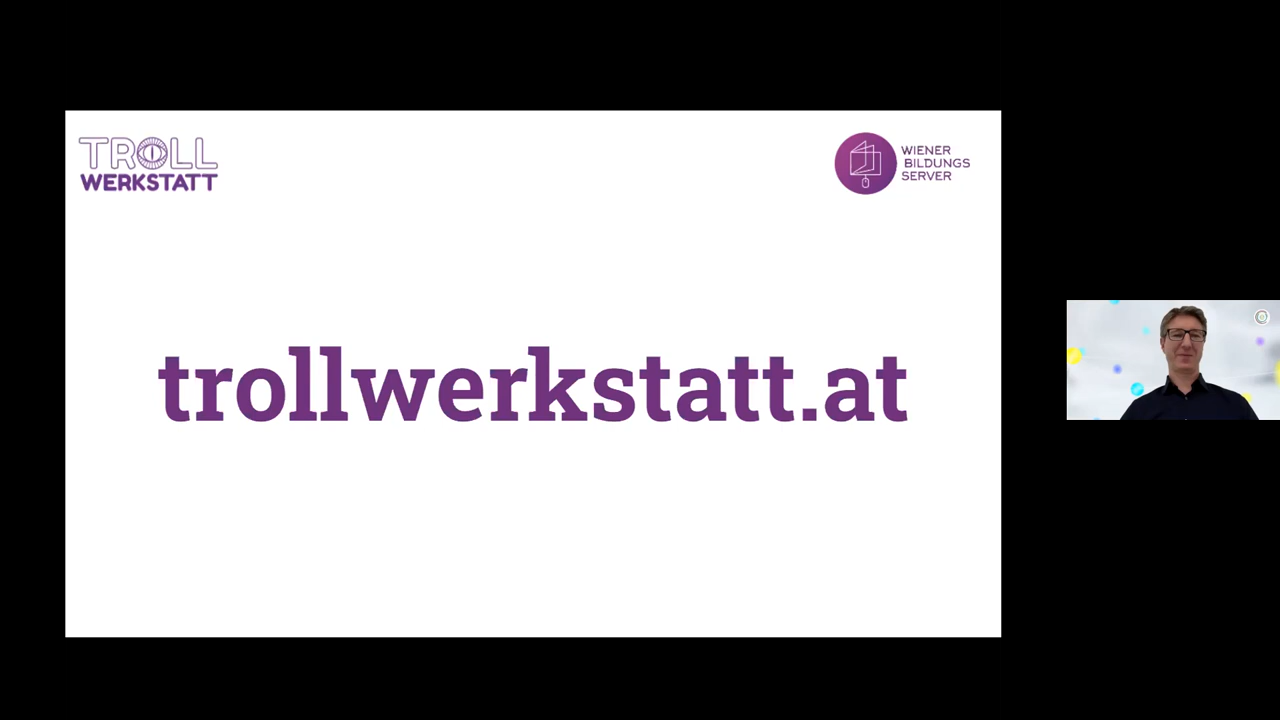 TROLL
WERKSTATT
WIENER
BILDUNGS
SERVER
trollwerkstatt.at